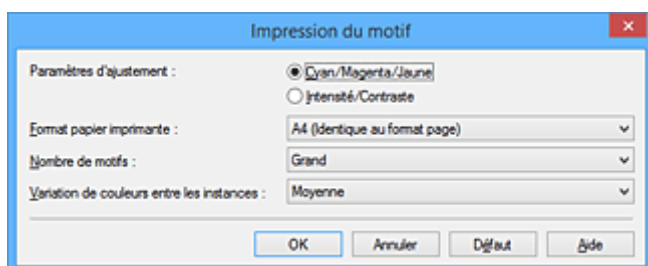 Impression du motif
Paramètres d'ajustement :
Cyan/Magenta/Jaune
Intensité/Contraste
Format papier imprimante :
A4 (Identique au format page)
Nombre de motifs :
Grand
Variation de couleurs entre les instances :
Moyenne
OK Annuler Défaut Aide